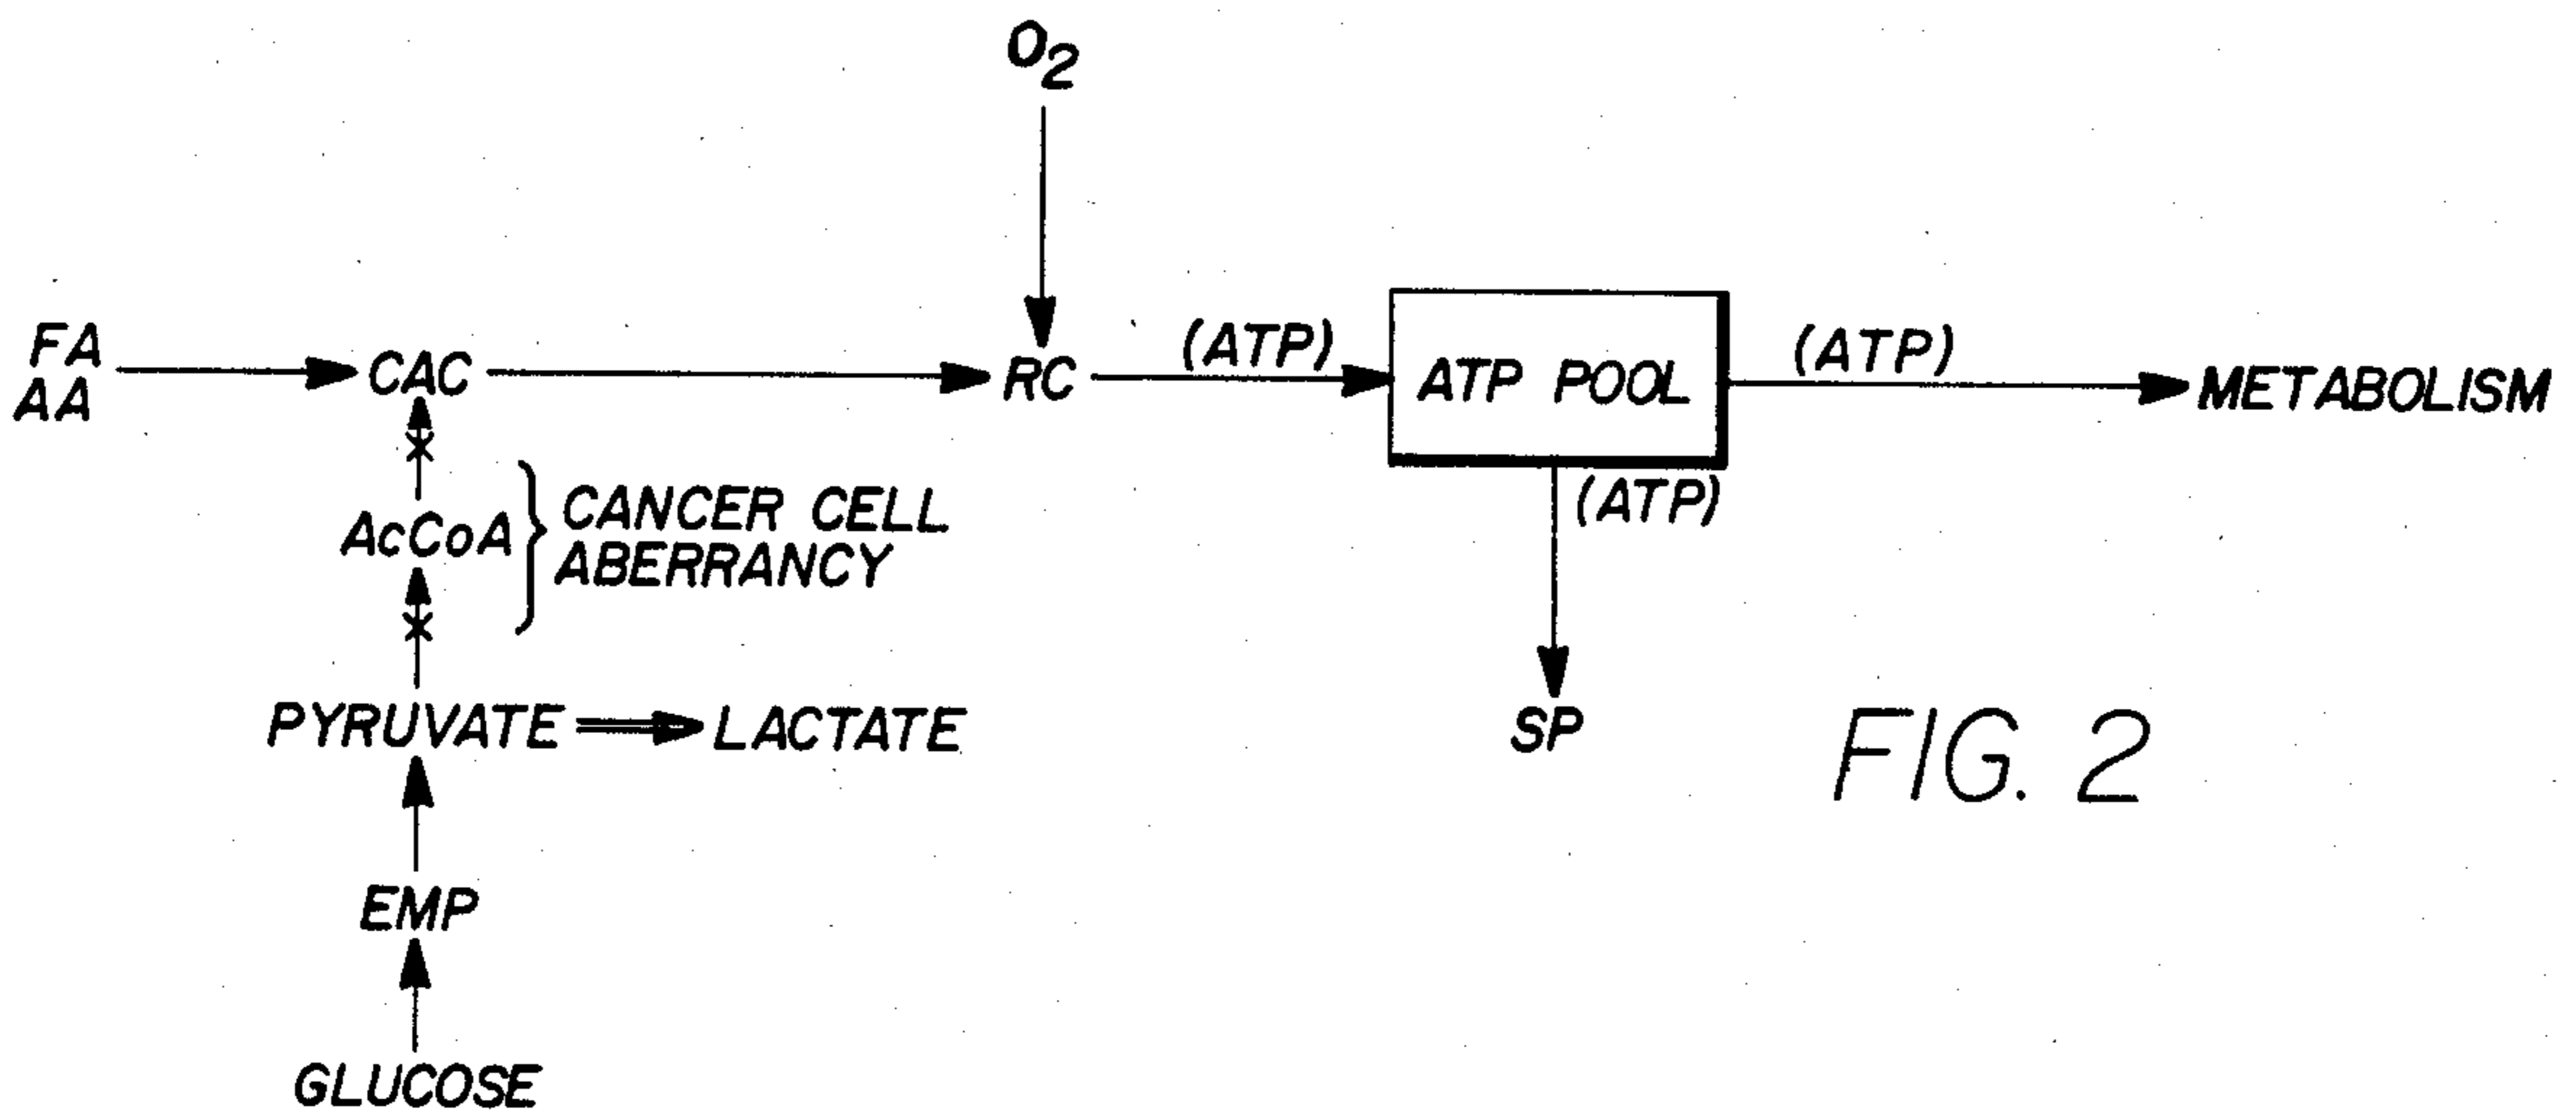 O2
FA
AA
CAC
RC
(ATP)
ATP POOL
(ATP)
METABOLISM
(ATP)
AcCoA
CANCER CELL
ABERRANCY
PYRUVATE
LACTATE
SP
FIG. 2
EMP
GLUCOSE